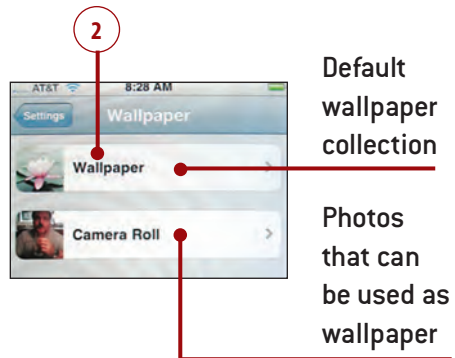 2
AT&T 8:28 AM
Settings Wallpaper
Wallpaper
Camera Roll
Default
wallpaper
collection
Photos
that can
be used as
wallpaper